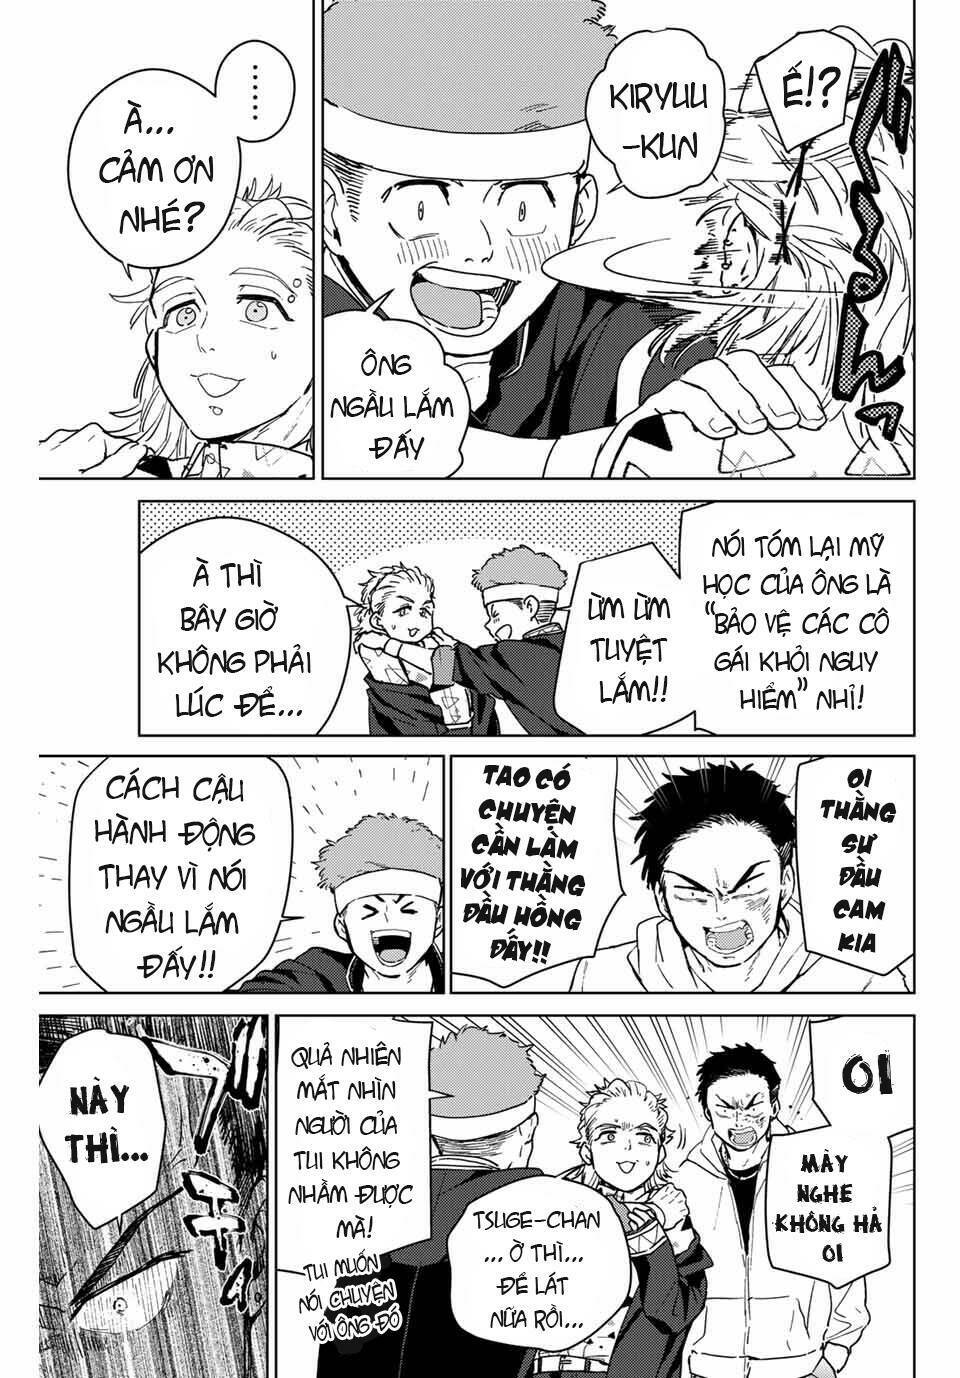 Ế!?
KIRYUU
-KUN
ÔNG
NGẦU LẮM
ĐẤY
......
À...
CẢM ƠN
NHÉ?
NÓI TÓM LẠI MỸ
HỌC CỦA ÔNG LÀ
"BẢO VỆ CÁC CÔ
GÁI KHỎI NGUY
HIỂM" NHỈ!
ỪM ỪM
TUYỆT
LẮM!!
À THÌ
BÂY GIỜ
KHÔNG PHẢI
LÚC ĐỂ...
OI
THẰNG
SƯ
ĐẦU
CAM
KIA
TAO CÓ
CHUYỆN
CẦN LÀM
VỚI THẰNG
ĐẦU HỒNG
ĐẤY!!
CÁCH CẬU
HÀNH ĐỘNG
THAY VÌ NÓI
NGẦU LẮM
ĐẤY!!
OI
MÀY
NGHE
KHÔNG HẢ
OI
QUẢ NHIÊN
MẮT NHÌN
NGƯỜI CỦA
TUI KHÔNG
NHẦM ĐƯỢC
MÀ!
TUI MUỐN
NÓI CHUYỆN
VỚI ÔNG ĐÓ
TSUGE-CHAN
... Ờ THÌ...
ĐỂ LÁT
NỮA RỒI...
NÀY
THÌ...